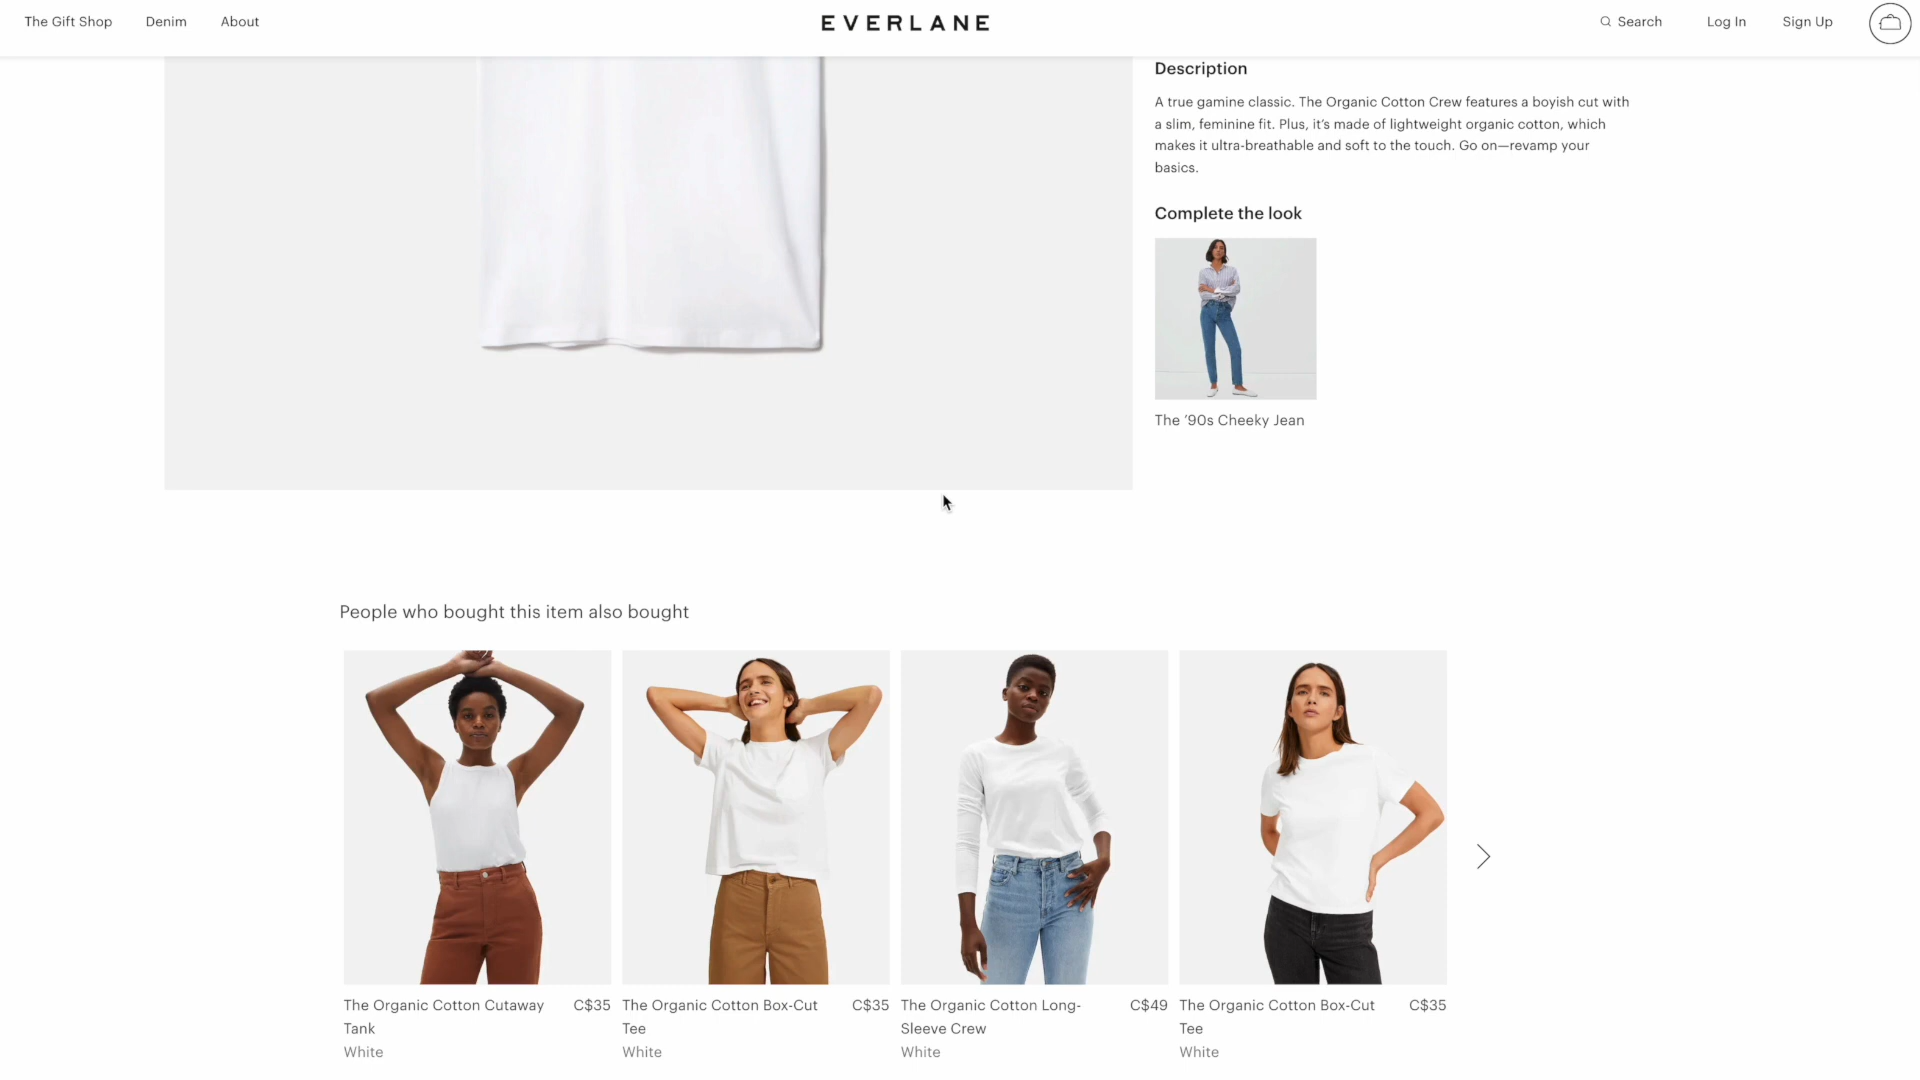 The Gift Shop Denim About EVERLANE Search Log In Sign Up
Description
A true gamine classic. The Organic Cotton Crew features a boyish cut with
a slim, feminine fit. Plus, it’s made of lightweight organic cotton, which
makes it ultra-breathable and soft to the touch. Go on—revamp your
basics.
Complete the look
The ’90s Cheeky Jean
People who bought this item also bought
The Organic Cotton Cutaway
Tank
White
C$35
The Organic Cotton Box-Cut
Tee
White
C$35
The Organic Cotton Long-
Sleeve Crew
White
C$49
The Organic Cotton Box-Cut
Tee
White
C$35